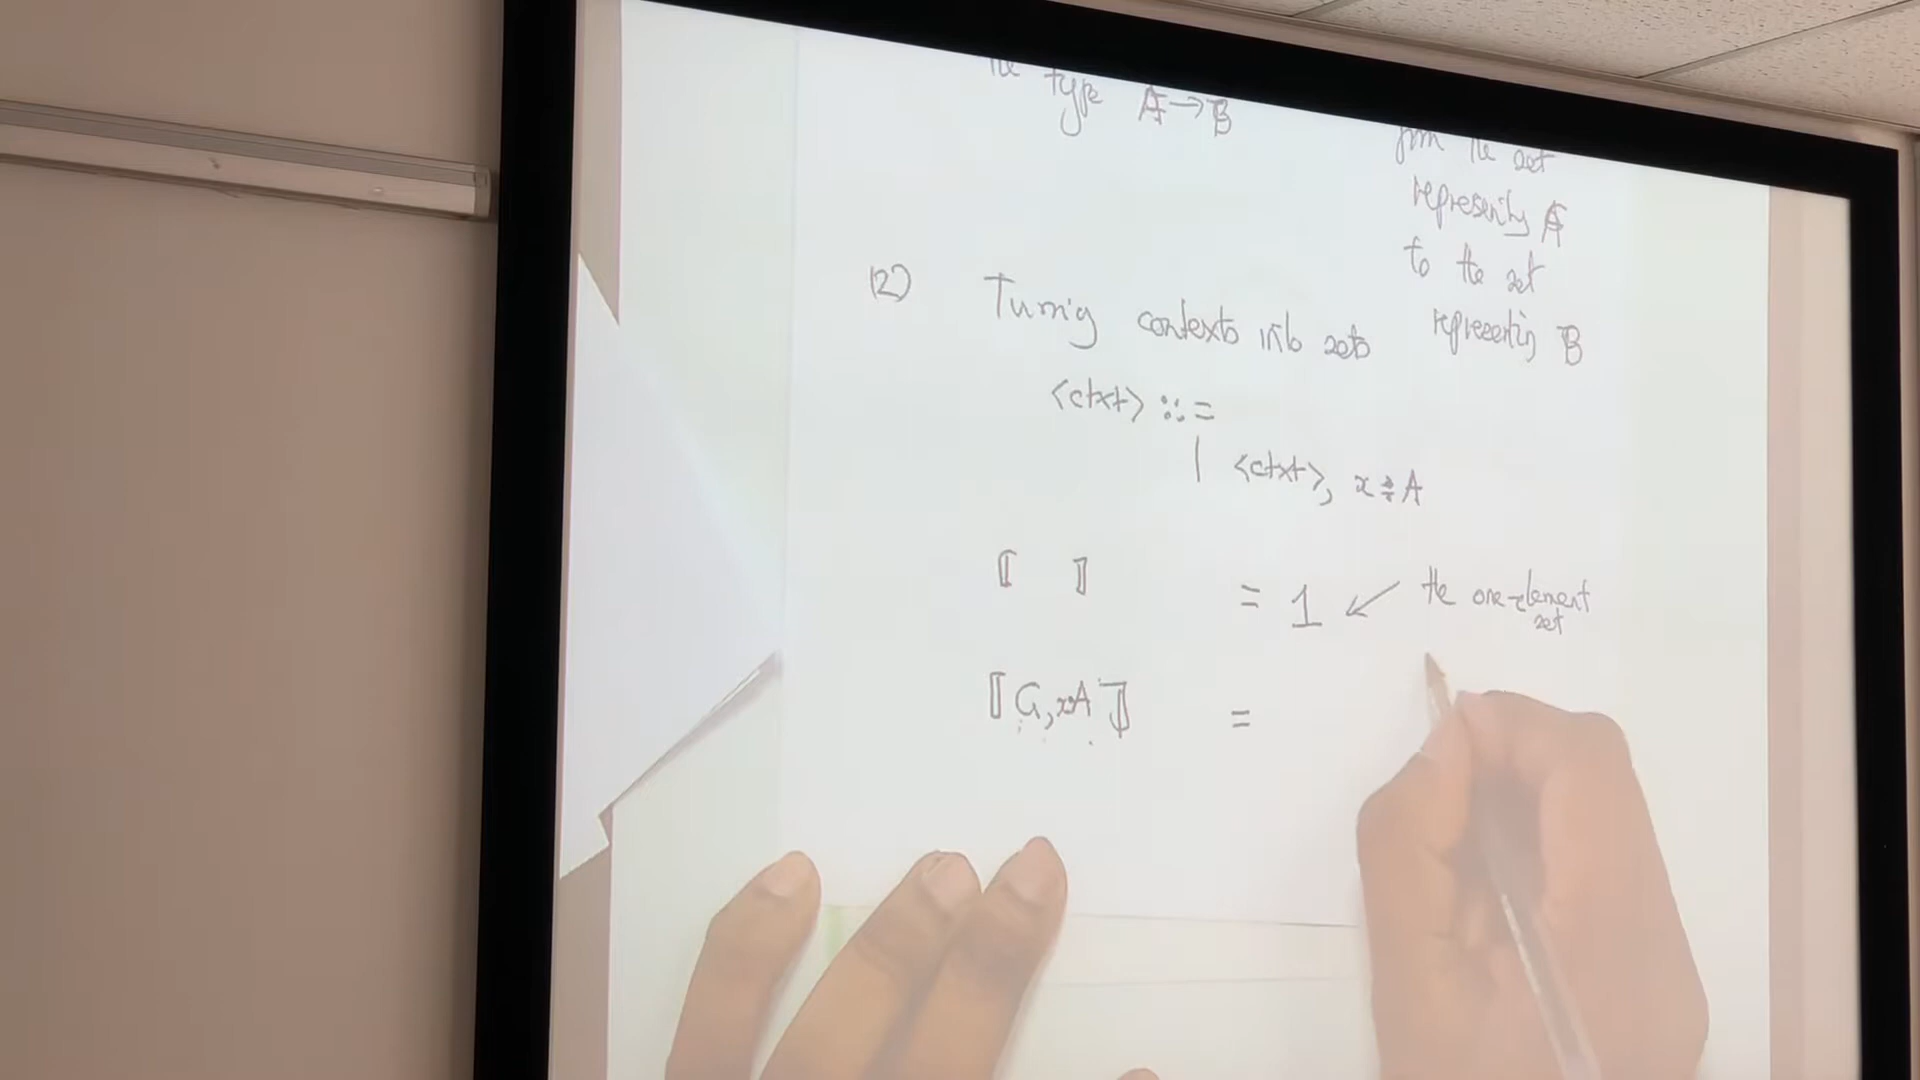 the type A → B
from the set
representing A
to the set
representing B
(2) Turning contexts into sets
<ctxt> ::=
| <ctxt>, x : A
⟦ ⟧ = 1 ↙ the one-element
set
⟦G, x:A⟧ =